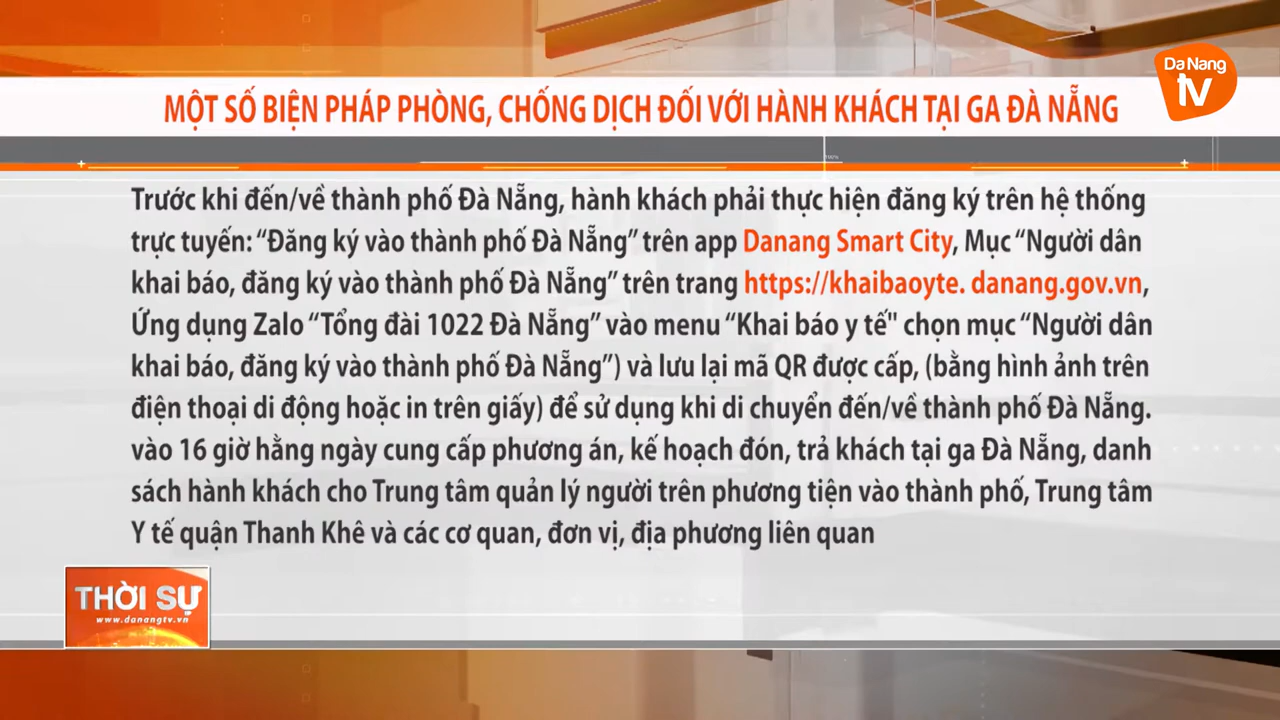 Da Nang
tv
MỘT SỐ BIỆN PHÁP PHÒNG, CHỐNG DỊCH ĐỐI VỚI HÀNH KHÁCH TẠI GA ĐÀ NẴNG
100%
Trước khi đến/về thành phố Đà Nẵng, hành khách phải thực hiện đăng ký trên hệ thống
trực tuyến: “Đăng ký vào thành phố Đà Nẵng” trên app Danang Smart City, Mục “Người dân
khai báo, đăng ký vào thành phố Đà Nẵng” trên trang https://khaibaoyte. danang.gov.vn,
Ứng dụng Zalo “Tổng đài 1022 Đà Nẵng” vào menu “Khai báo y tế" chọn mục “Người dân
khai báo, đăng ký vào thành phố Đà Nẵng”) và lưu lại mã QR được cấp, (bằng hình ảnh trên
điện thoại di động hoặc in trên giấy) để sử dụng khi di chuyển đến/về thành phố Đà Nẵng.
vào 16 giờ hằng ngày cung cấp phương án, kế hoạch đón, trả khách tại ga Đà Nẵng, danh
sách hành khách cho Trung tâm quản lý người trên phương tiện vào thành phố, Trung tâm
Y tế quận Thanh Khê và các cơ quan, đơn vị, địa phương liên quan
THỜI SỰ
www.danangtv.vn